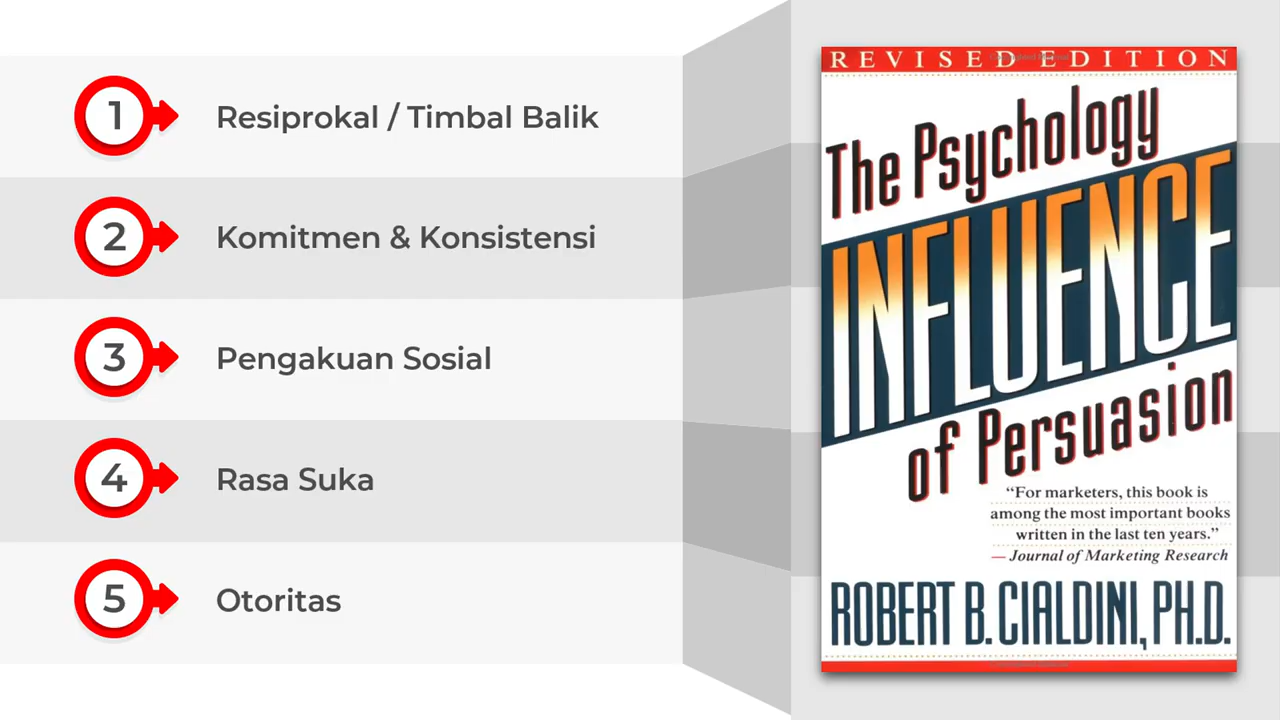 1
Resiprokal / Timbal Balik
2
Komitmen & Konsistensi
3
Pengakuan Sosial
4
Rasa Suka
5
Otoritas
REVISED EDITION
The Psychology
INFLUENCE
of Persuasion
“For marketers, this book is
among the most important books
written in the last ten years.”
— Journal of Marketing Research
ROBERT B. CIALDINI, PH.D.